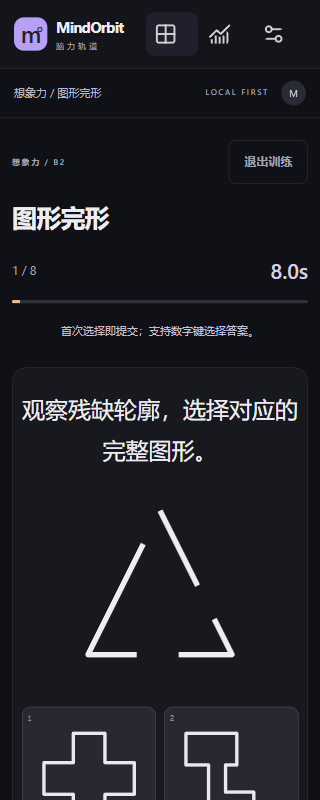 m
MindOrbit
脑力轨道
想象力 / 图形完形
LOCAL FIRST
M
想象力 / B2
退出训练
图形完形
1 / 8
8.0s
首次选择即提交；支持数字键选择答案。
观察残缺轮廓，选择对应的
完整图形。
1
2